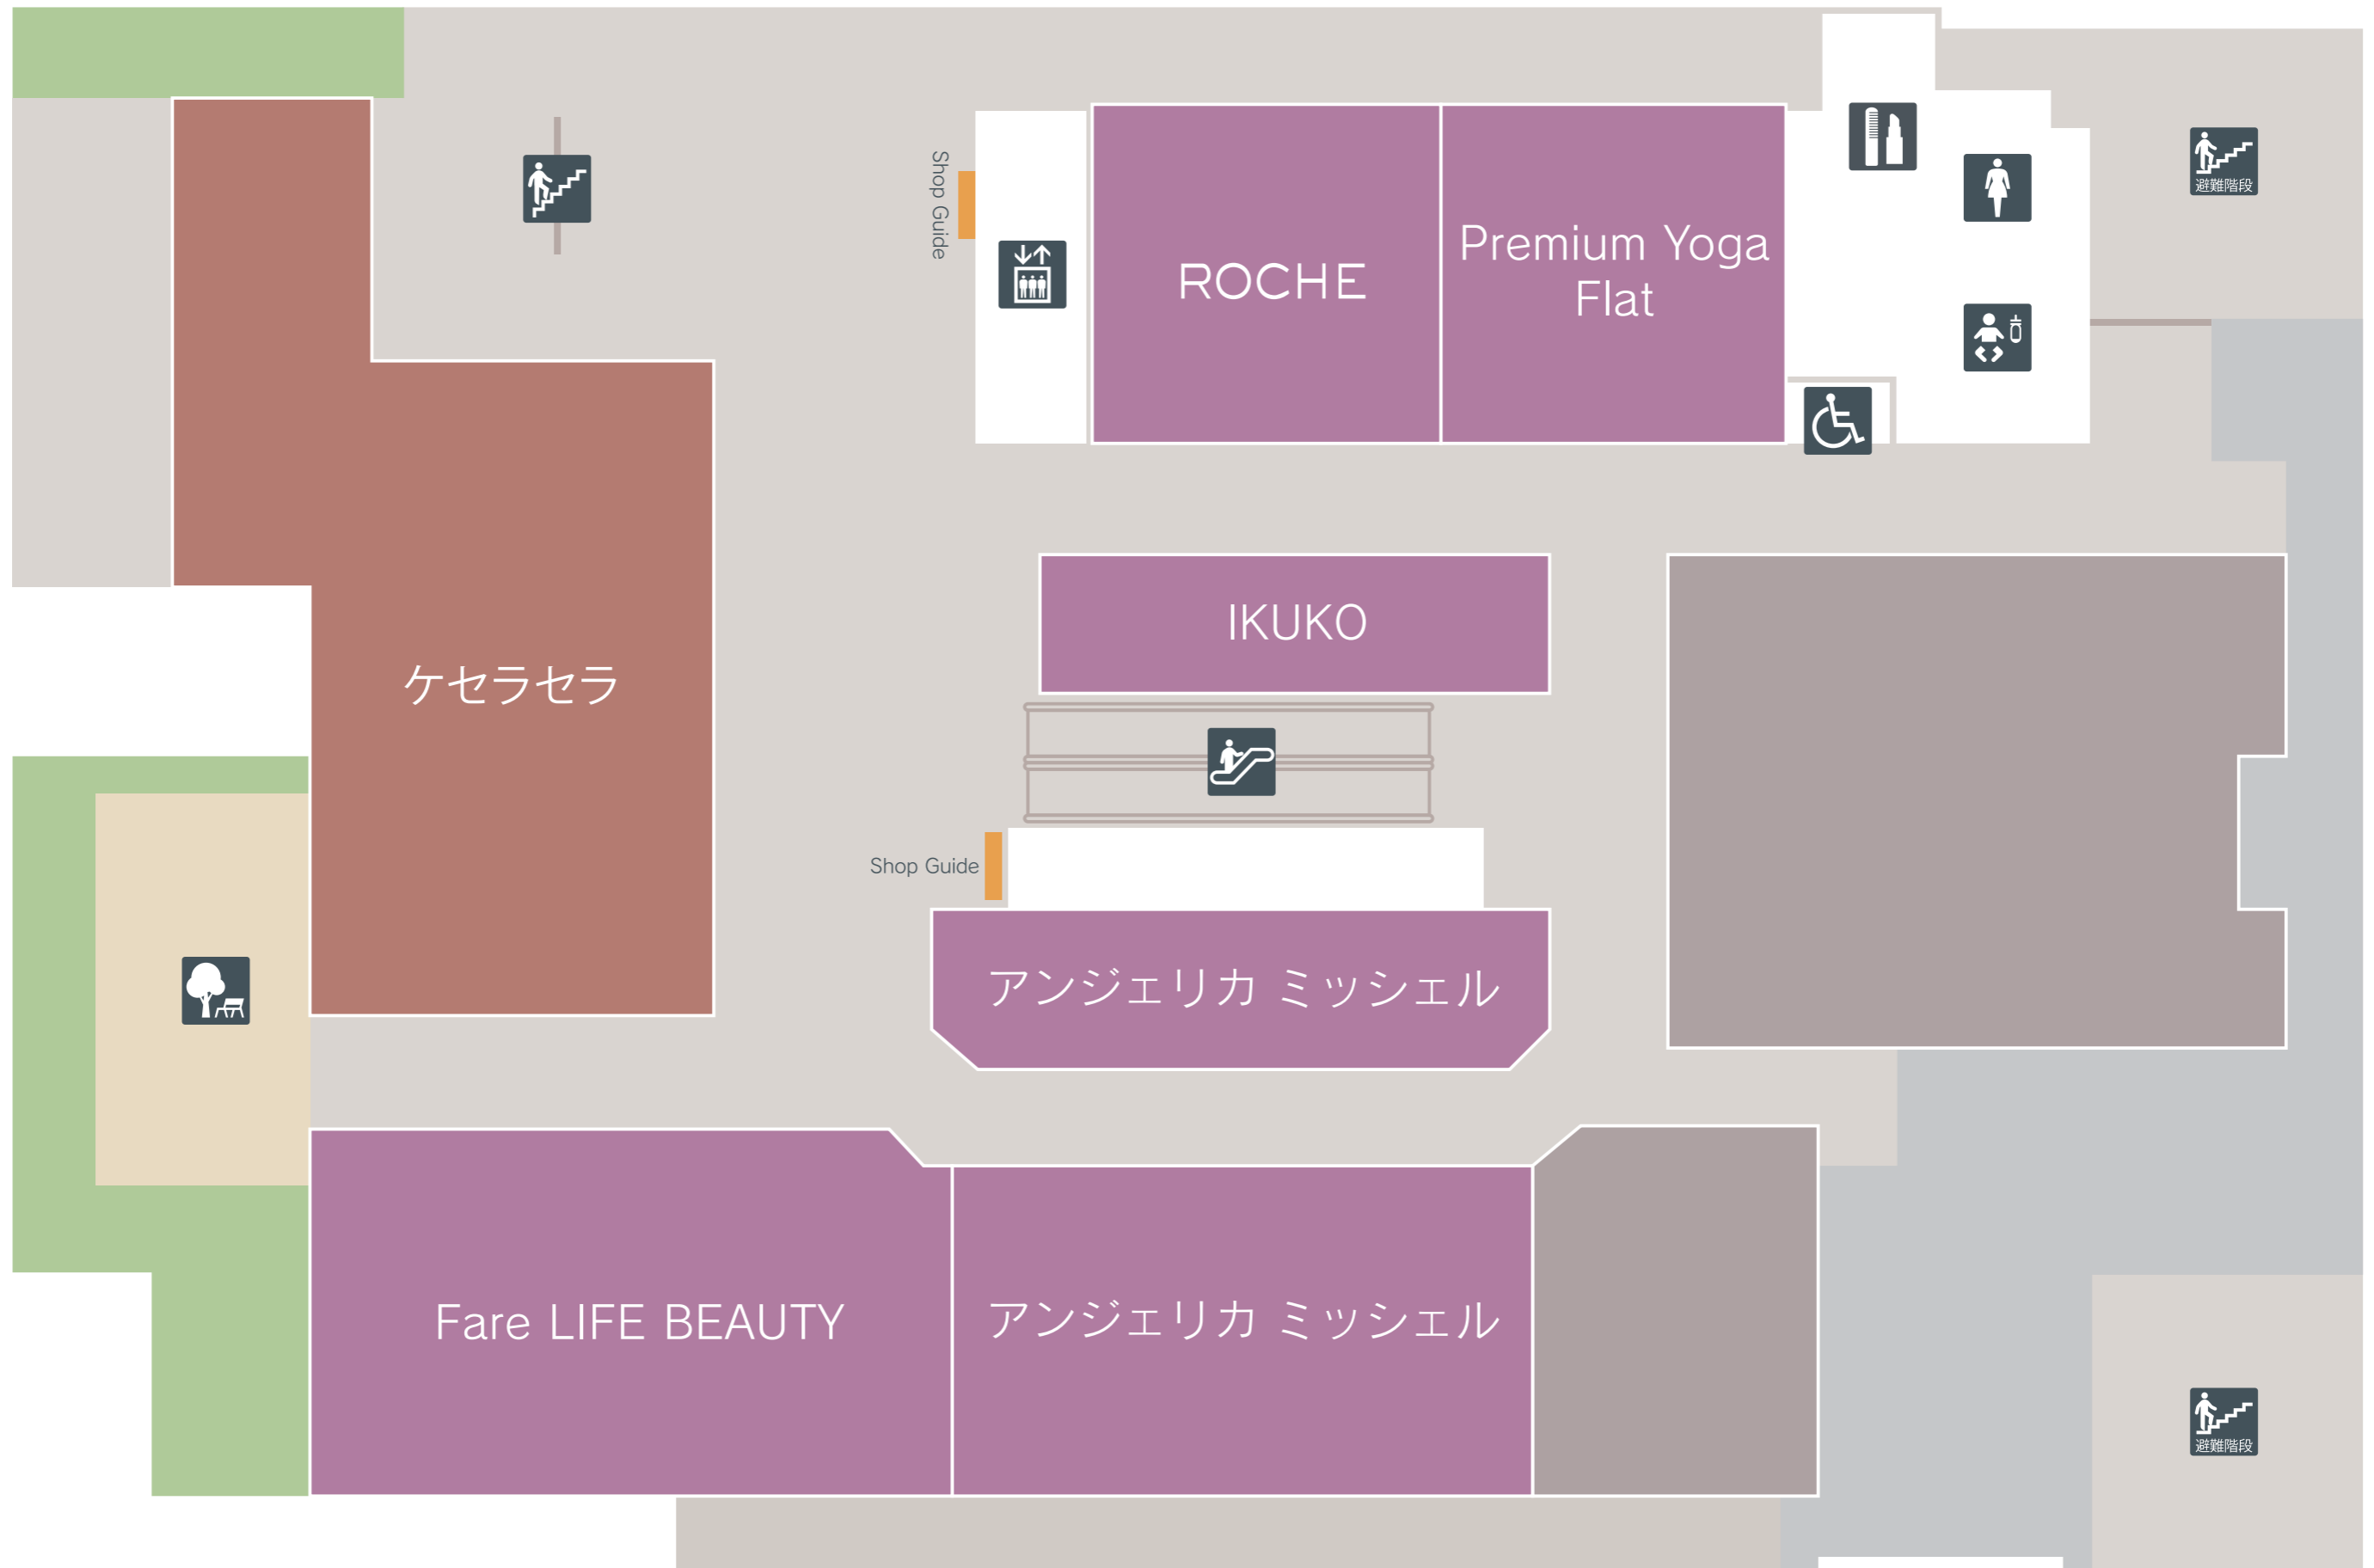 Shop Guide
避難階段
ROCHE
Premium Yoga
Flat
IKUKO
ケセラセラ
Shop Guide
アンジェリカ ミッシェル
Fare LIFE BEAUTY
アンジェリカ ミッシェル
避難階段